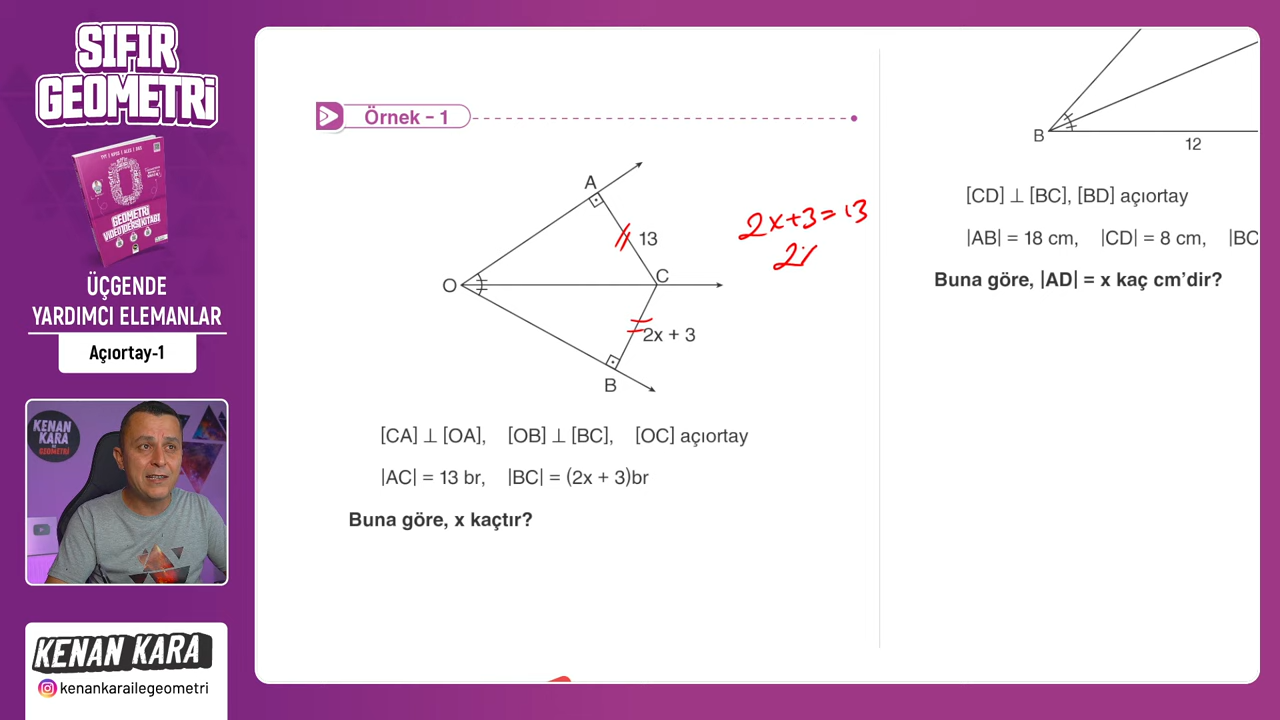 SIFIR
GEOMETRİ
GEOMETRİ
VİDEO DERS KİTABI
ÜÇGENDE
YARDIMCI ELEMANLAR
Açıortay-1
KENAN
KARA
GEOMETRİ
KENAN KARA
kenankarailegeometri
Örnek – 1
A
13
O
C
2x + 3
B
2x+3=13
2x
[CA] ⊥ [OA], [OB] ⊥ [BC], [OC] açıortay
|AC| = 13 br, |BC| = (2x + 3)br
Buna göre, x kaçtır?
B
12
[CD] ⊥ [BC], [BD] açıortay
|AB| = 18 cm, |CD| = 8 cm, |BC
Buna göre, |AD| = x kaç cm'dir?